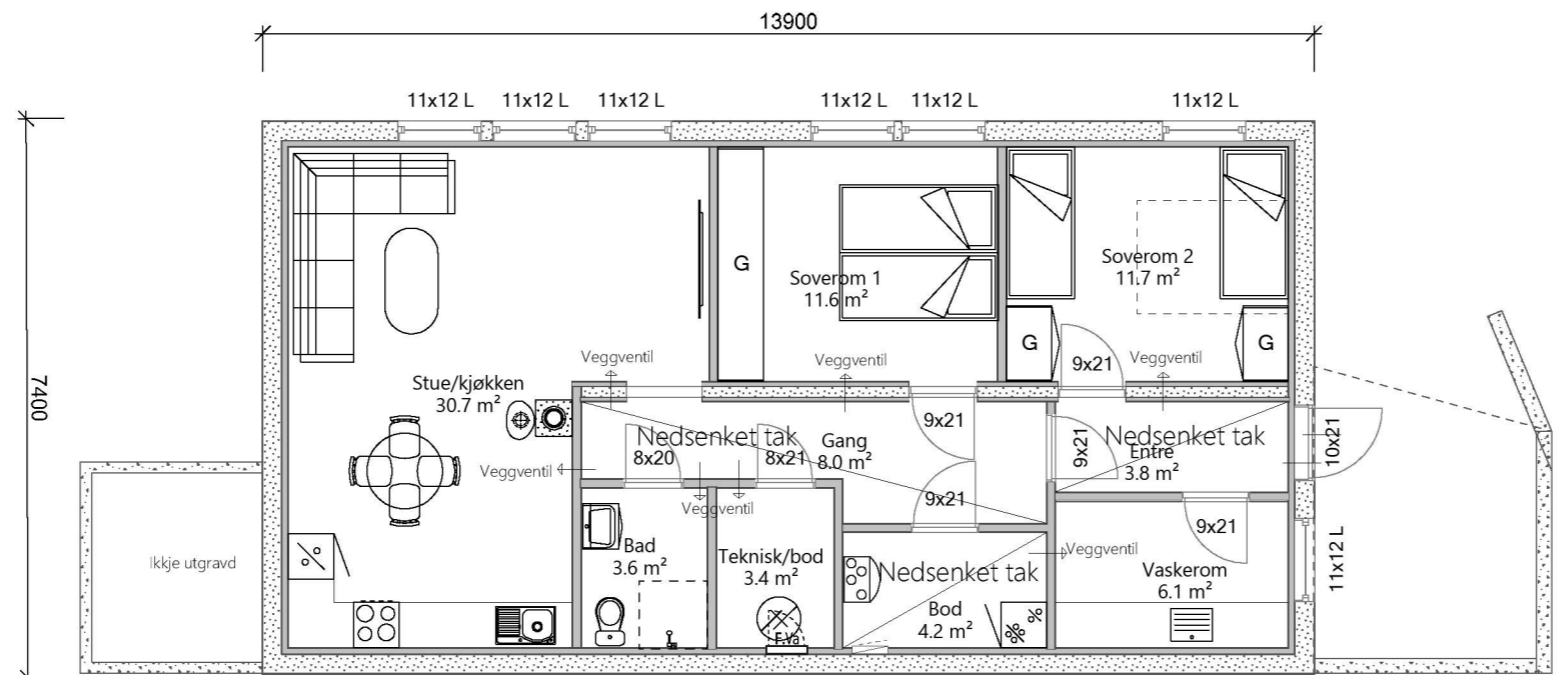 13900
11x12 L 11x12 L 11x12 L 11x12 L 11x12 L 11x12 L
7400
G
Soverom 1
11.6 m²
Soverom 2
11.7 m²
G
G
9x21
Veggventil
Veggventil
Veggventil
Stue/kjøkken
30.7 m²
Nedsenket tak
8x20
8x21
Gang
8.0 m²
9x21
9x21
9x21
Nedsenket tak
Entre
3.8 m²
10x21
Veggventil
Veggventil
9x21
11x12 L
Ikkje utgravd
Bad
3.6 m²
Teknisk/bod
3.4 m²
F.Va
Nedsenket tak
Bod
4.2 m²
% %
%
Veggventil
Vaskerom
6.1 m²